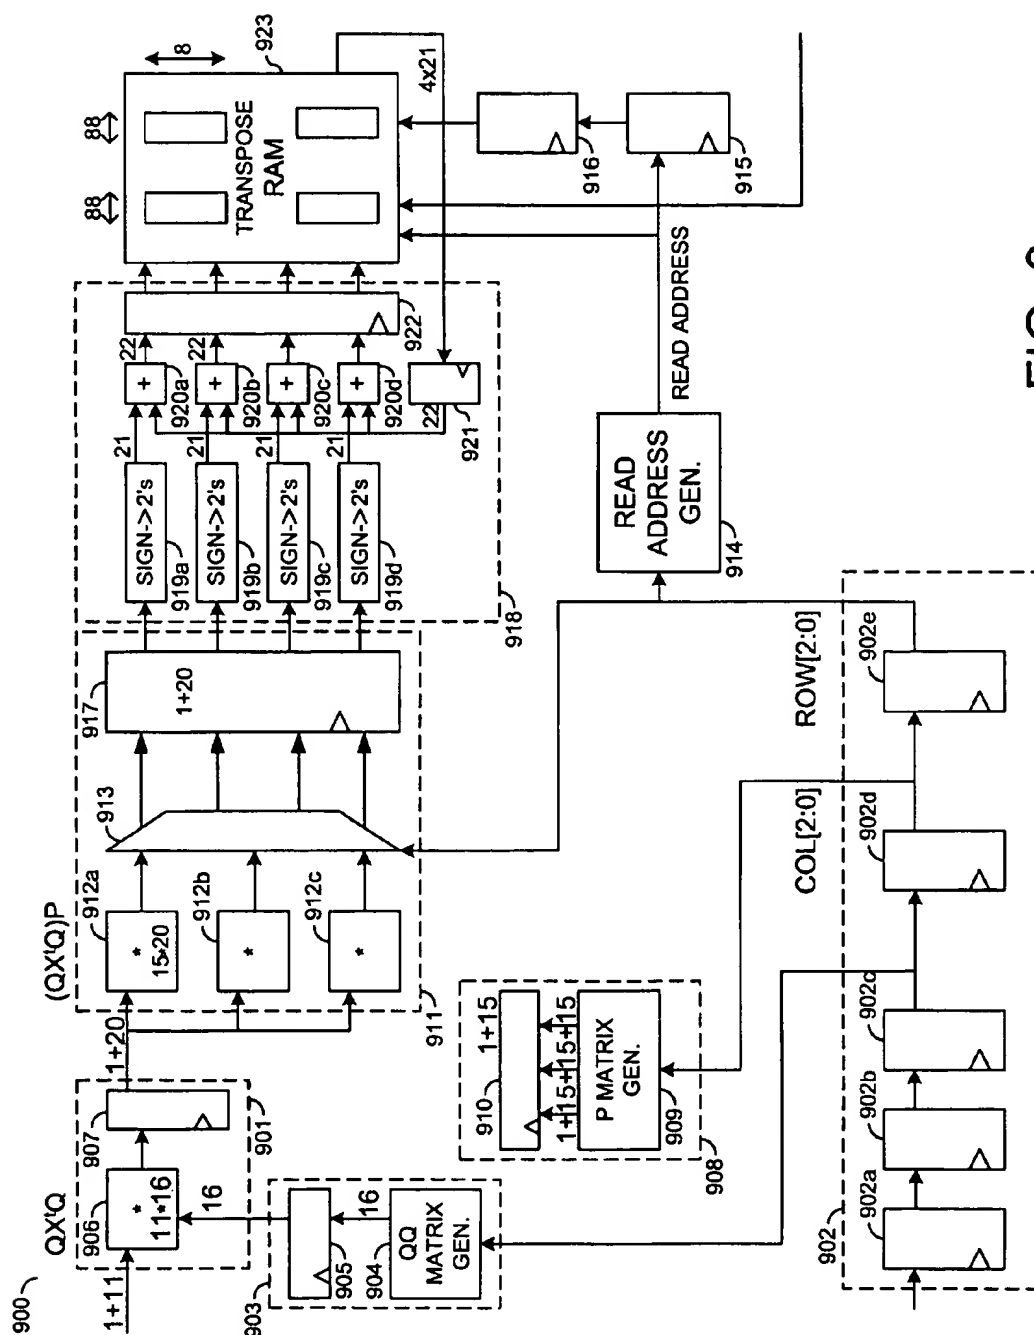 900
QX'Q
1+11
906
*
11*16
907
901
16
1+20
903
905
16
904
QQ
MATRIX
GEN.
(QX'Q)P
912a
*
15*20
912b
*
912c
*
913
917
1+20
911
910
1+15
1+15+15+15
P MATRIX
GEN.
909
908
SIGN->2's
919a
SIGN->2's
919b
SIGN->2's
919c
SIGN->2's
919d
21
21
21
21
+
920a
+
920b
+
920c
+
920d
22
22
22
921
922
918
88
88
8
923
TRANSPOSE
RAM
4x21
916
915
READ ADDRESS
READ
ADDRESS
GEN.
914
902
902a
902b
902c
COL[2:0]
902d
ROW[2:0]
902e